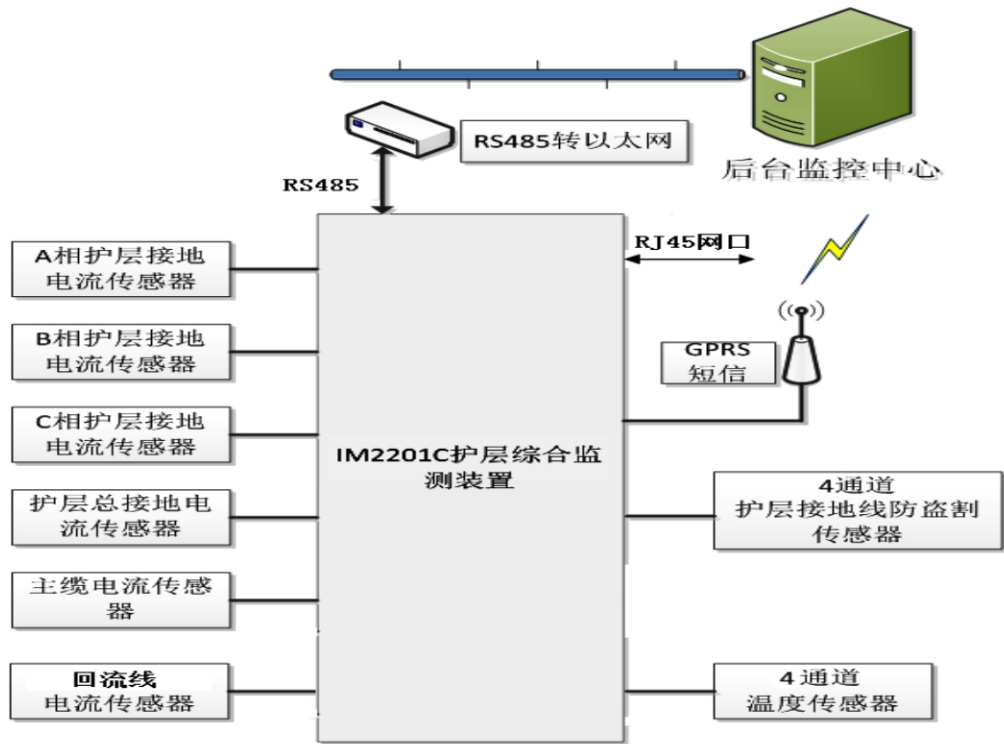 RS485转以太网
后台监控中心
RS485
RJ45网口
A相护层接地
电流传感器
B相护层接地
电流传感器
GPRS
短信
C相护层接地
电流传感器
IM2201C护层综合监
测装置
护层总接地电
流传感器
4通道
护层接地线防盗割
传感器
主缆电流传感
器
回流线
电流传感器
4通道
温度传感器